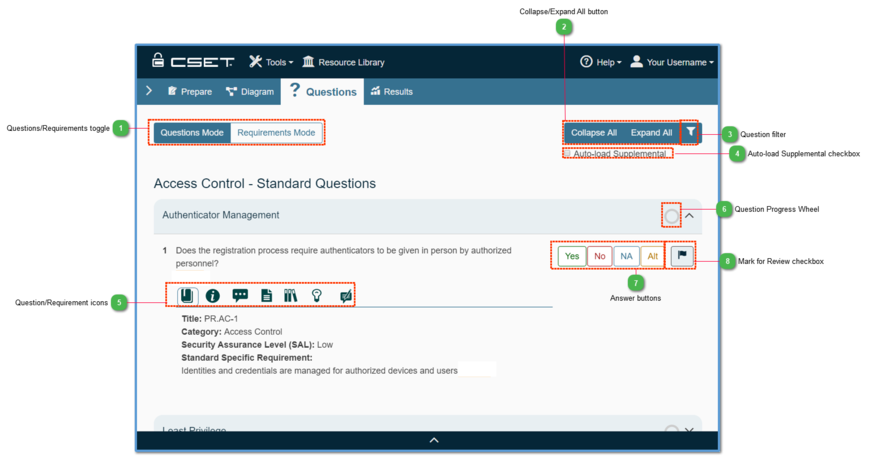 Collapse/Expand All button
2
CSET
Tools
Resource Library
Help
Your Username
Prepare
Diagram
? Questions
Results
Questions/Requirements toggle
1
Questions Mode
Requirements Mode
Collapse All
Expand All
3
Question filter
Auto-load Supplemental
4
Auto-load Supplemental checkbox
Access Control - Standard Questions
Authenticator Management
6
Question Progress Wheel
1 Does the registration process require authenticators to be given in person by authorized
personnel?
Yes
No
NA
Alt
8
Mark for Review checkbox
7
Answer buttons
Question/Requirement icons
5
Title: PR.AC-1
Category: Access Control
Security Assurance Level (SAL): Low
Standard Specific Requirement:
Identities and credentials are managed for authorized devices and users
Least Privilege